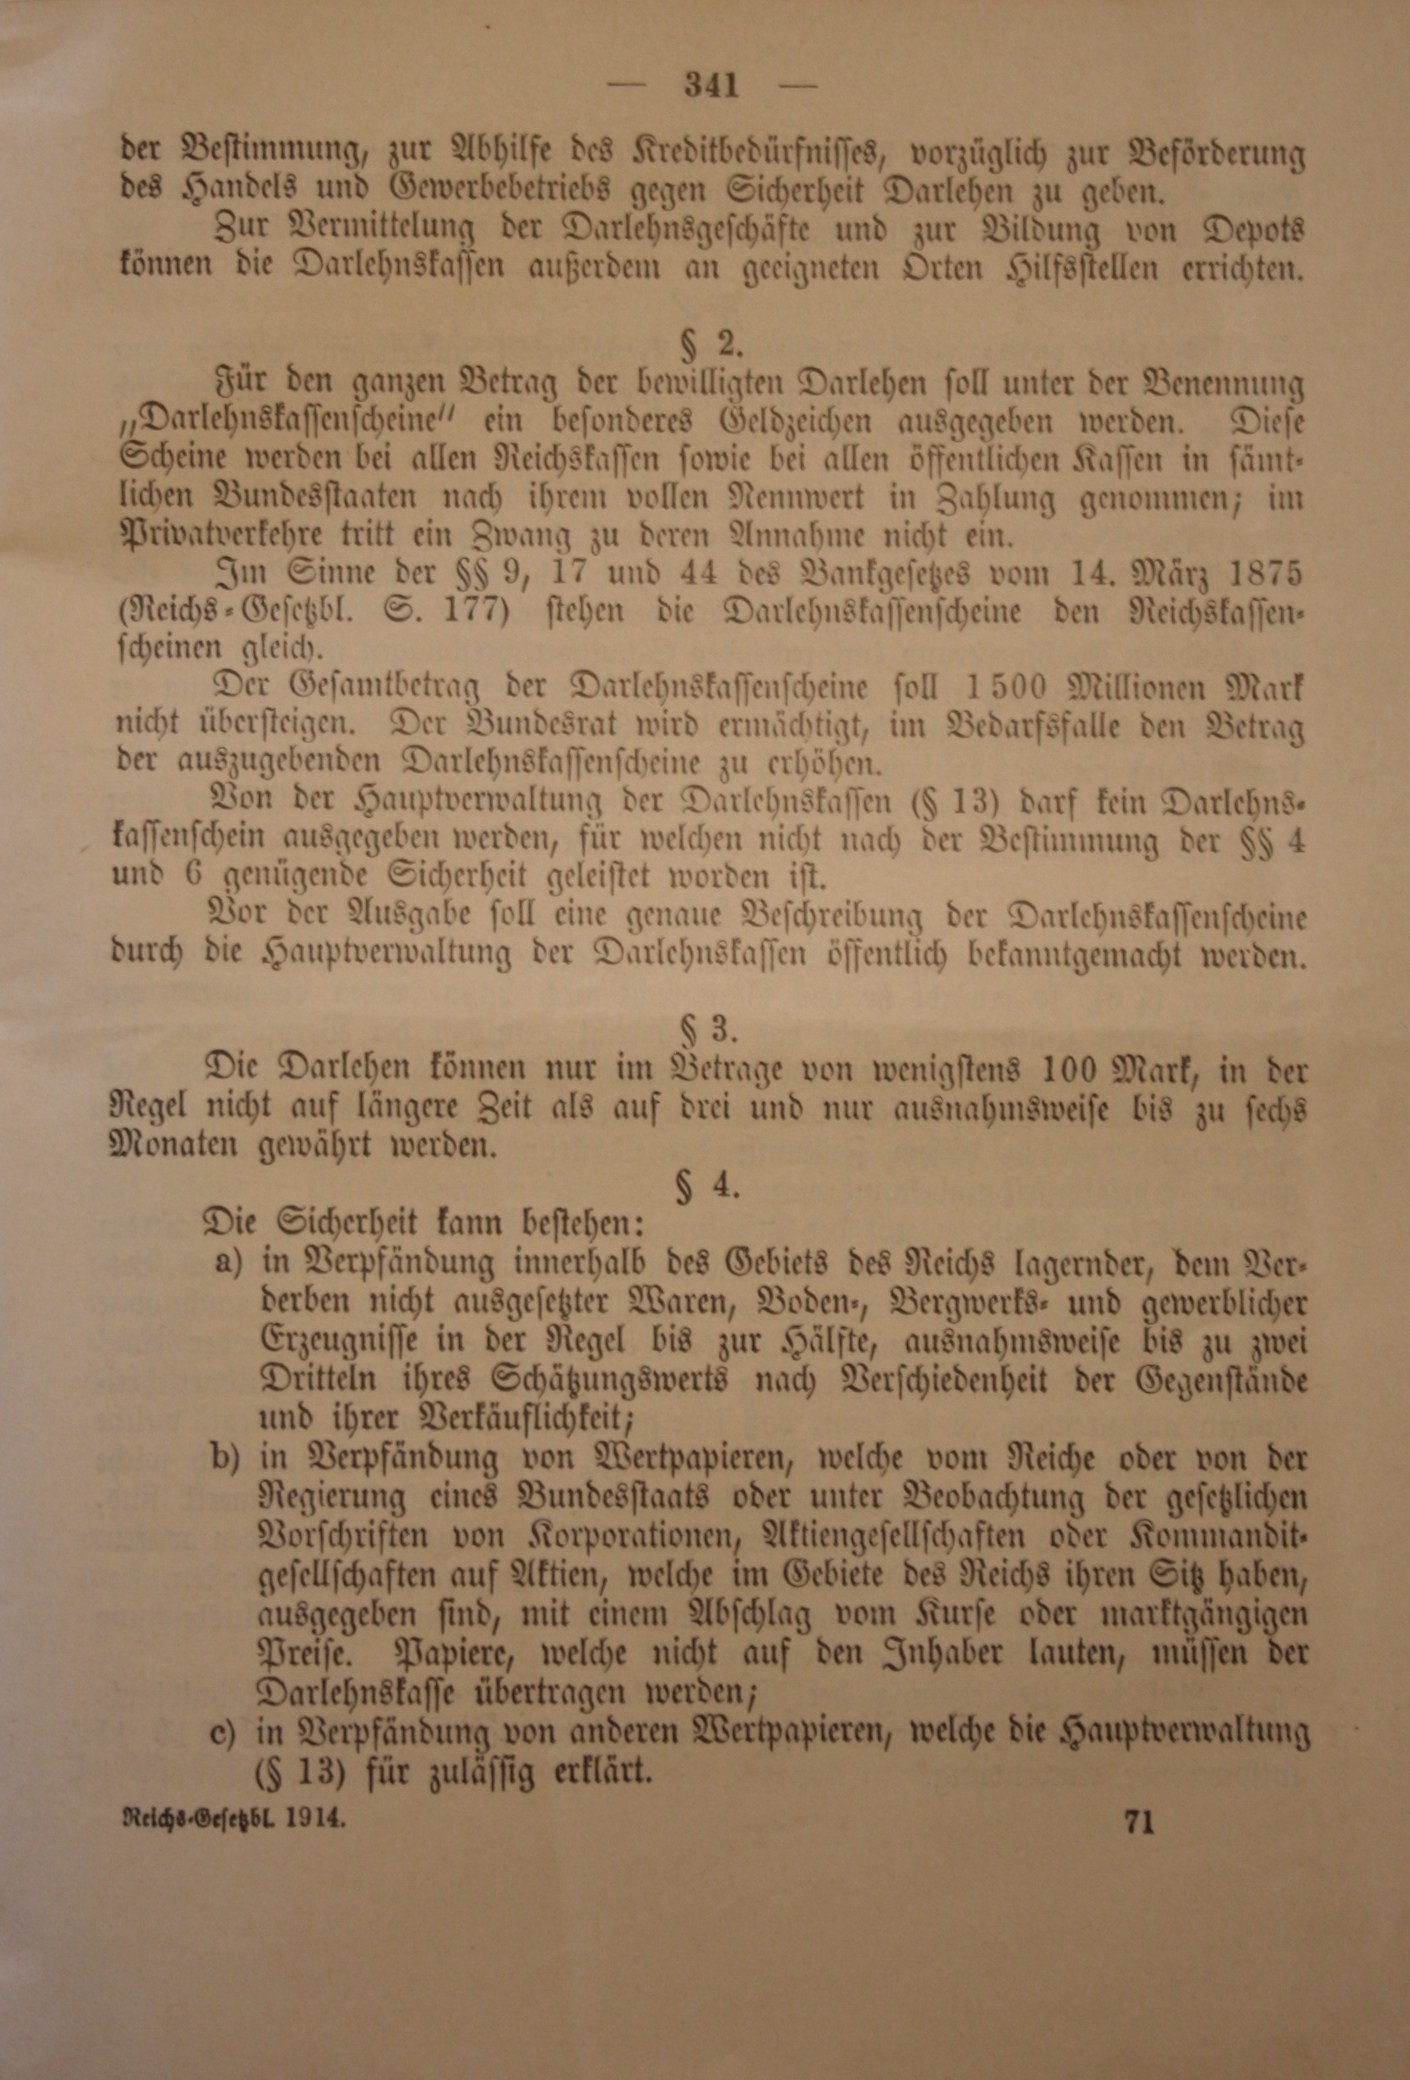 — 341 —
der Bestimmung, zur Abhilfe des Kreditbedürfnisses, vorzüglich zur Beförderung
des Handels und Gewerbebetriebs gegen Sicherheit Darlehen zu geben.
Zur Vermittelung der Darlehnsgeschäfte und zur Bildung von Depots
können die Darlehnskassen außerdem an geeigneten Orten Hilfsstellen errichten.
§ 2.
Für den ganzen Betrag der bewilligten Darlehen soll unter der Benennung
„Darlehnskassenscheine" ein besonderes Geldzeichen ausgegeben werden. Diese
Scheine werden bei allen Reichskassen sowie bei allen öffentlichen Kassen in sämt-
lichen Bundesstaaten nach ihrem vollen Nennwert in Zahlung genommen; im
Privatverkehre tritt ein Zwang zu deren Annahme nicht ein.
Im Sinne der §§ 9, 17 und 44 des Bankgesetzes vom 14. März 1875
(Reichs-Gesetzbl. S. 177) stehen die Darlehnskassenscheine den Reichskassen-
scheinen gleich.
Der Gesamtbetrag der Darlehnskassenscheine soll 1 500 Millionen Mark
nicht übersteigen. Der Bundesrat wird ermächtigt, im Bedarfsfalle den Betrag
der auszugebenden Darlehnskassenscheine zu erhöhen.
Von der Hauptverwaltung der Darlehnskassen (§ 13) darf kein Darlehns-
kassenschein ausgegeben werden, für welchen nicht nach der Bestimmung der §§ 4
und 6 genügende Sicherheit geleistet worden ist.
Vor der Ausgabe soll eine genaue Beschreibung der Darlehnskassenscheine
durch die Hauptverwaltung der Darlehnskassen öffentlich bekanntgemacht werden.
§ 3.
Die Darlehen können nur im Betrage von wenigstens 100 Mark, in der
Regel nicht auf längere Zeit als auf drei und nur ausnahmsweise bis zu sechs
Monaten gewährt werden.
§ 4.
Die Sicherheit kann bestehen:
a) in Verpfändung innerhalb des Gebiets des Reichs lagernder, dem Ver-
derben nicht ausgesetzter Waren, Boden-, Bergwerks- und gewerblicher
Erzeugnisse in der Regel bis zur Hälfte, ausnahmsweise bis zu zwei
Dritteln ihres Schätzungswerts nach Verschiedenheit der Gegenstände
und ihrer Verkäuflichkeit;
b) in Verpfändung von Wertpapieren, welche vom Reiche oder von der
Regierung eines Bundesstaats oder unter Beobachtung der gesetzlichen
Vorschriften von Korporationen, Aktiengesellschaften oder Kommandit-
gesellschaften auf Aktien, welche im Gebiete des Reichs ihren Sitz haben,
ausgegeben sind, mit einem Abschlag vom Kurse oder marktgängigen
Preise. Papiere, welche nicht auf den Inhaber lauten, müssen der
Darlehnskasse übertragen werden;
c) in Verpfändung von anderen Wertpapieren, welche die Hauptverwaltung
(§ 13) für zulässig erklärt.
Reichs-Gesetzbl. 1914. 71